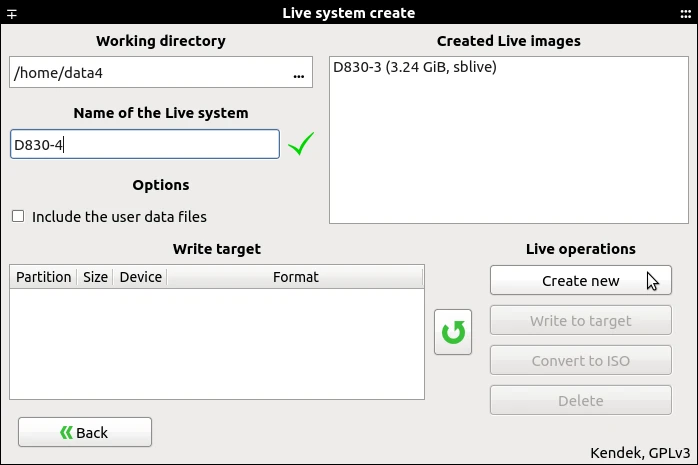 Live system create
Working directory
/home/data4 ...
Name of the Live system
D830-4
Options
Include the user data files
Created Live images
D830-3 (3.24 GiB, sblive)
Write target
Partition Size Device Format
Live operations
Create new
Write to target
Convert to ISO
Delete
Back
Kendek, GPLv3